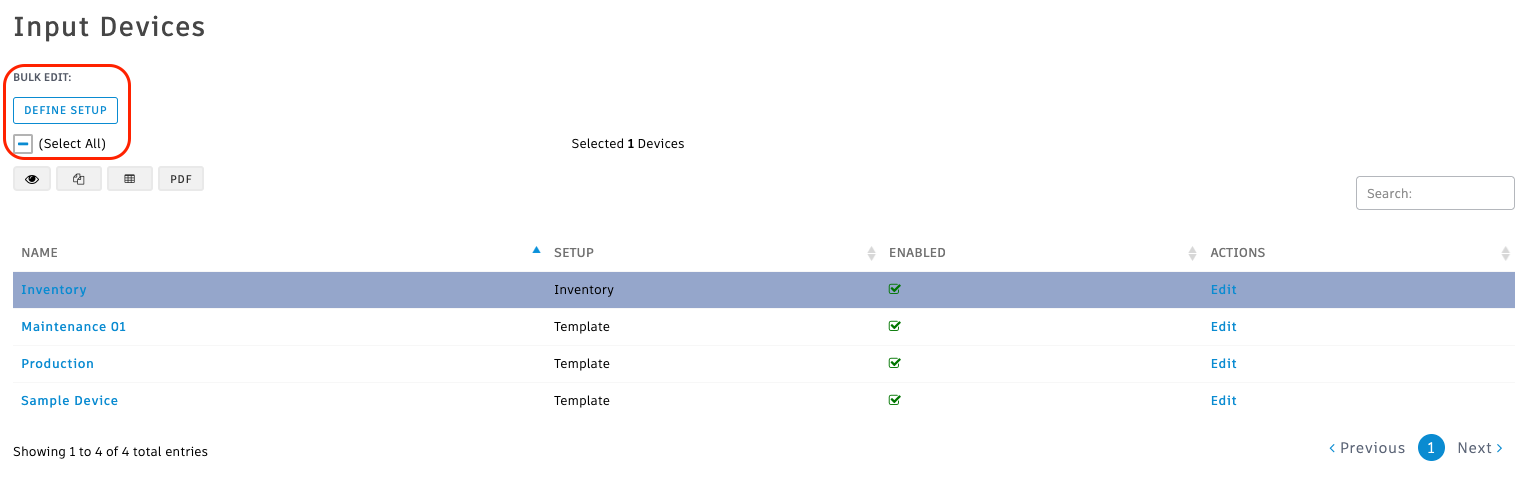 Input Devices
BULK EDIT:
DEFINE SETUP
(Select All) Selected 1 Devices
PDF
Search:
NAME SETUP ENABLED ACTIONS
Inventory Inventory Edit
Maintenance 01 Template Edit
Production Template Edit
Sample Device Template Edit
Showing 1 to 4 of 4 total entries
Previous 1 Next